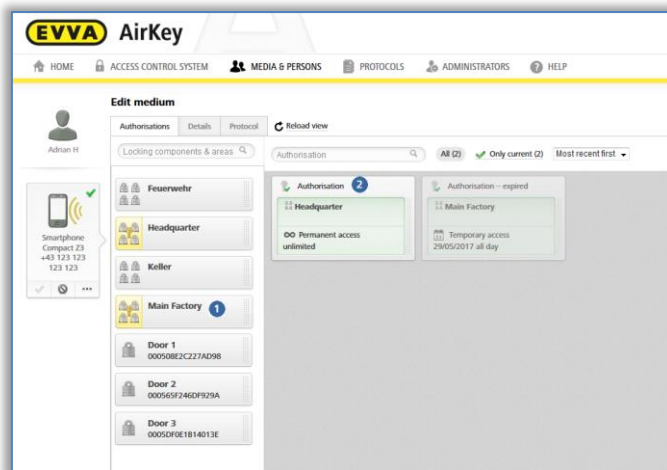 EVVA AirKey
HOME ACCESS CONTROL SYSTEM MEDIA & PERSONS PROTOCOLS ADMINISTRATORS HELP
Edit medium
Adrian H
Authorisations Details Protocol Reload view
Locking components & areas
Authorisation All (2) Only current (2) Most recent first
Smartphone
Compact Z3
+43 123 123
123 123
Feuerwehr
Headquarter
Keller
Main Factory 1
Door 1
000508E2C227AD9B
Door 2
000565F246DF929A
Door 3
0005DF0E1B14013E
Authorisation 2
Headquarter
Permanent access
unlimited
Authorisation – expired
Main Factory
Temporary access
29/05/2017 all day